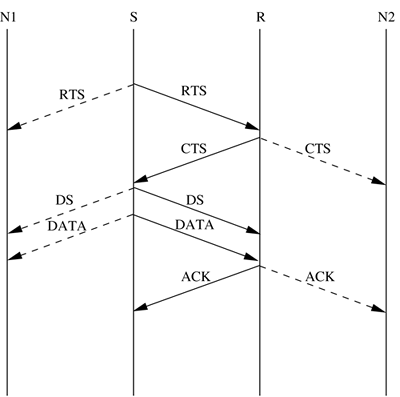 N1 S R N2
RTS RTS
CTS CTS
DS DS
DATA DATA
ACK ACK